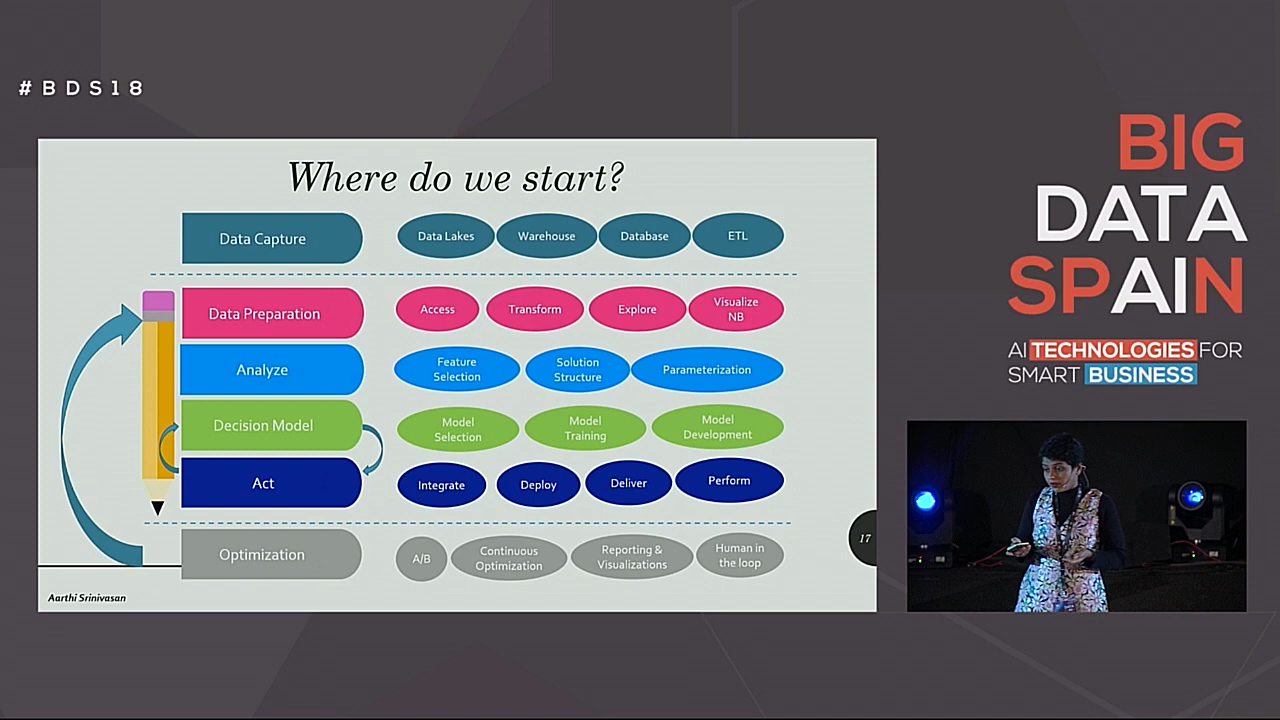 #BDS18
Where do we start?
Data Capture
Data Lakes
Warehouse
Database
ETL
Data Preparation
Access
Transform
Explore
Visualize
NB
Analyze
Feature
Selection
Solution
Structure
Parameterization
Decision Model
Model
Selection
Model
Training
Model
Development
Act
Integrate
Deploy
Deliver
Perform
Optimization
A/B
Continuous
Optimization
Reporting &
Visualizations
Human in
the loop
17
Aarthi Srinivasan
BIG
DATA
SPAIN
AI TECHNOLOGIES FOR
SMART BUSINESS